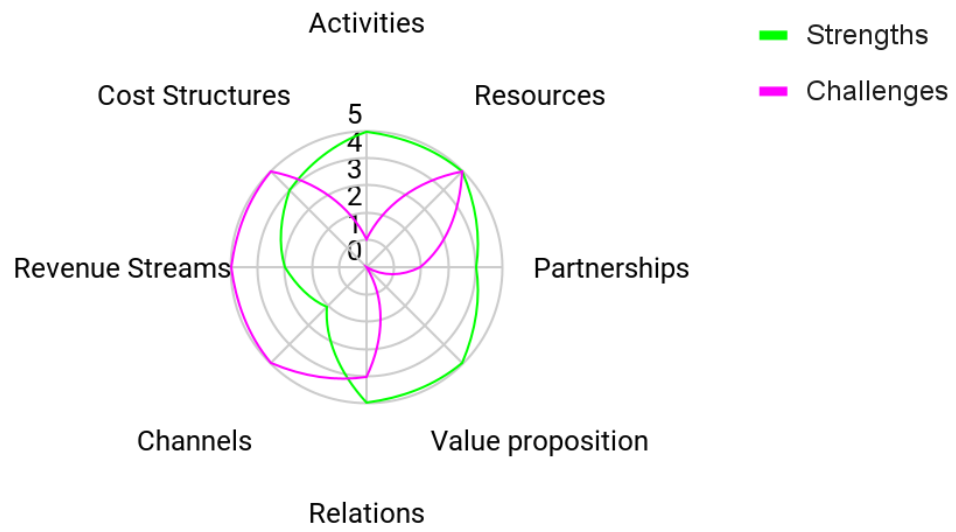 Activities
Strengths
Cost Structures
Resources
Challenges
5
4
3
2
1
0
Revenue Streams
Partnerships
Channels
Value proposition
Relations